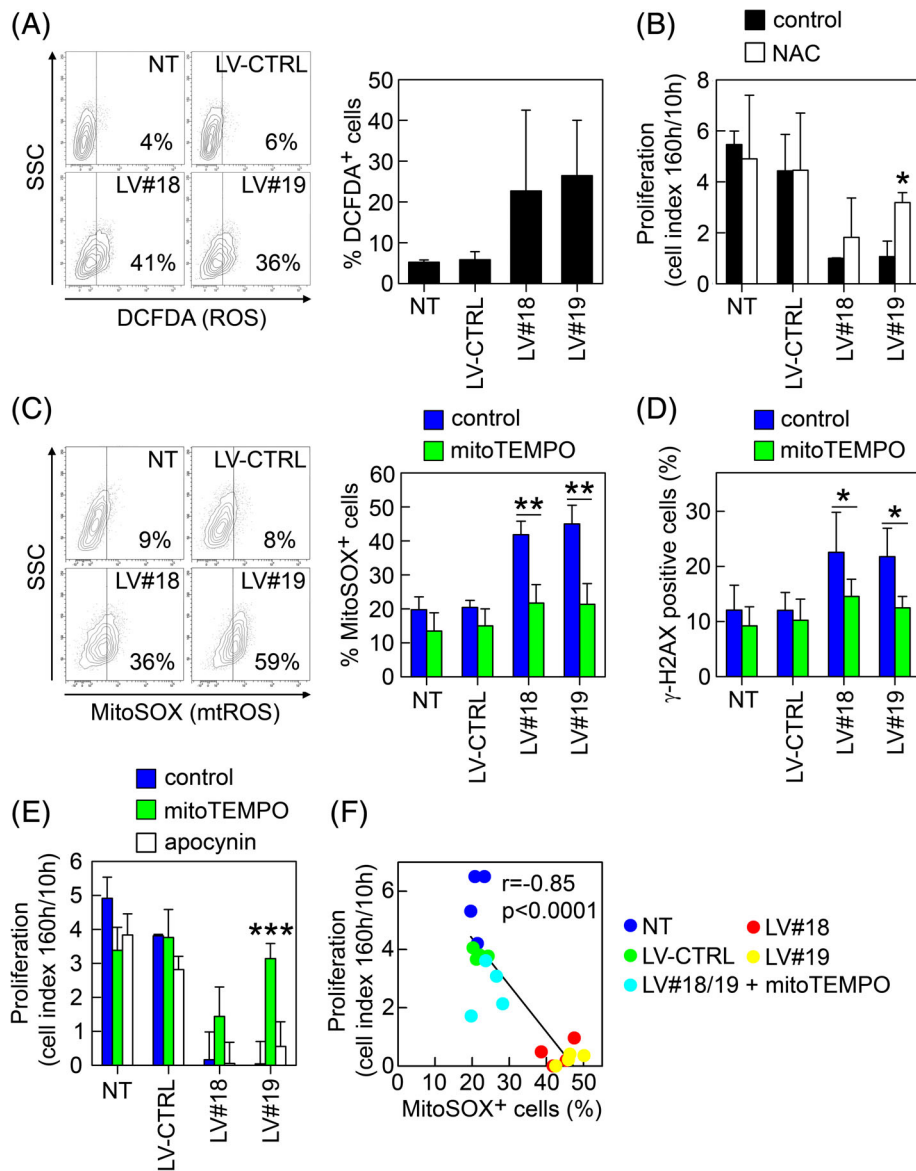 (A)
NT
LV-CTRL
4%
6%
LV#18
LV#19
41%
36%
SSC
DCFDA (ROS)
% DCFDA+ cells
50
40
30
20
10
0
NT
LV-CTRL
LV#18
LV#19
(B)
control
NAC
Proliferation
(cell index 160h/10h)
8
6
4
2
0
*
NT
LV-CTRL
LV#18
LV#19
(C)
NT
LV-CTRL
9%
8%
LV#18
LV#19
36%
59%
SSC
MitoSOX (mtROS)
control
mitoTEMPO
% MitoSOX+ cells
60
50
40
30
20
10
0
**
**
NT
LV-CTRL
LV#18
LV#19
(D)
control
mitoTEMPO
γ-H2AX positive cells (%)
30
20
10
0
*
*
NT
LV-CTRL
LV#18
LV#19
(E)
control
mitoTEMPO
apocynin
Proliferation
(cell index 160h/10h)
6
5
4
3
2
1
0
***
NT
LV-CTRL
LV#18
LV#19
(F)
Proliferation
(cell index 160h/10h)
6
4
2
0
r=-0.85
p<0.0001
0 10 20 30 40 50
MitoSOX+ cells (%)
NT
LV#18
LV-CTRL
LV#19
LV#18/19 + mitoTEMPO